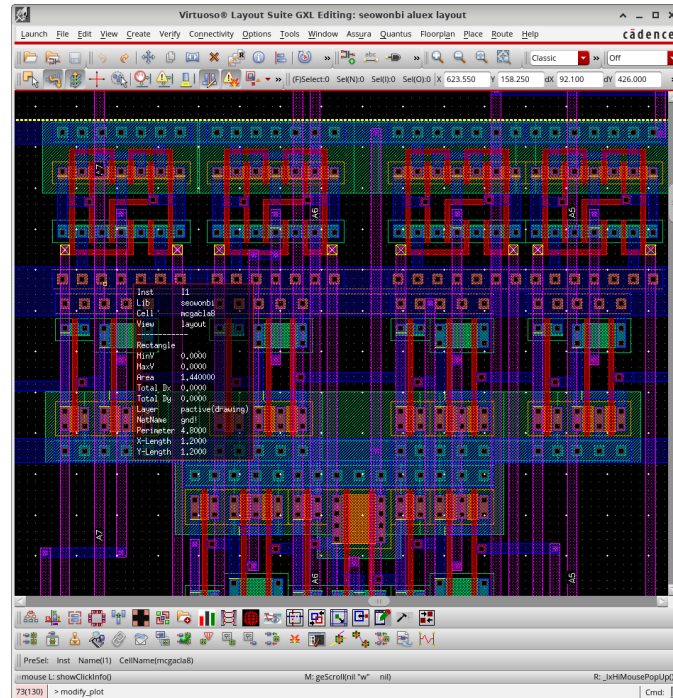 Virtuoso® Layout Suite GXL Editing: seowonbi aluex layout
Launch File Edit View Create Verify Connectivity Options Tools Window Assura Quantus Floorplan Place Route Help cādence
» abc » » Classic » Off
» (F)Select:0 Sel(N):0 Sel(I):0 Sel(O):0 X 623.550 Y 158.250 dX 92.100 dY 426.000 »
A7
A6
A5
Inst I1
Lib seowonbi
Cell mcgacla8
View layout
------------
Rectangle
MinV 0.0000
MaxV 0.0000
Area 1.440000
Total Dx 0.0000
Total Dy 0.0000
Layer pactive(drawing)
NetName gnd!
Perimeter 4.8000
X-Length 1.2000
Y-Length 1.2000
A7
A6
A5
PreSel: Inst Name(I1) CellName(mcgacla8)
mouse L: showClickInfo() M: geScroll(nil "w" nil) R: _lxHiMousePopUp()
73(130) > modify_plot Cmd: